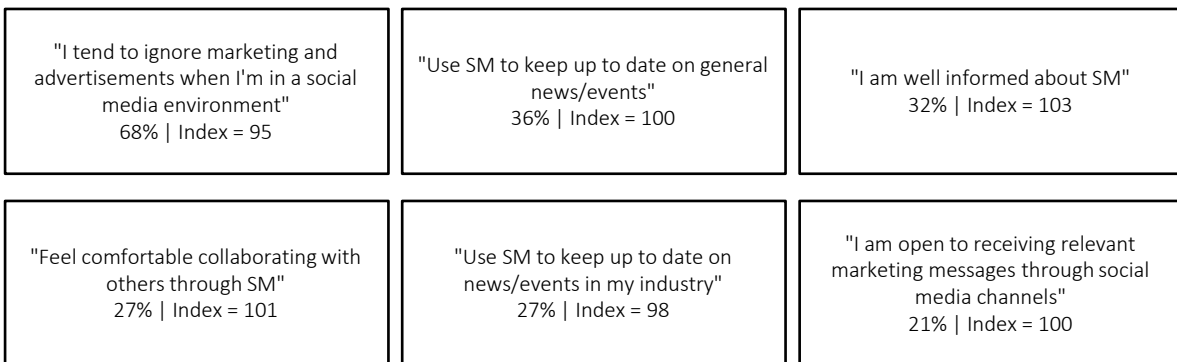 "I tend to ignore marketing and
advertisements when I'm in a social
media environment"
68% | Index = 95
"Use SM to keep up to date on general
news/events"
36% | Index = 100
"I am well informed about SM"
32% | Index = 103
"Feel comfortable collaborating with
others through SM"
27% | Index = 101
"Use SM to keep up to date on
news/events in my industry"
27% | Index = 98
"I am open to receiving relevant
marketing messages through social
media channels"
21% | Index = 100